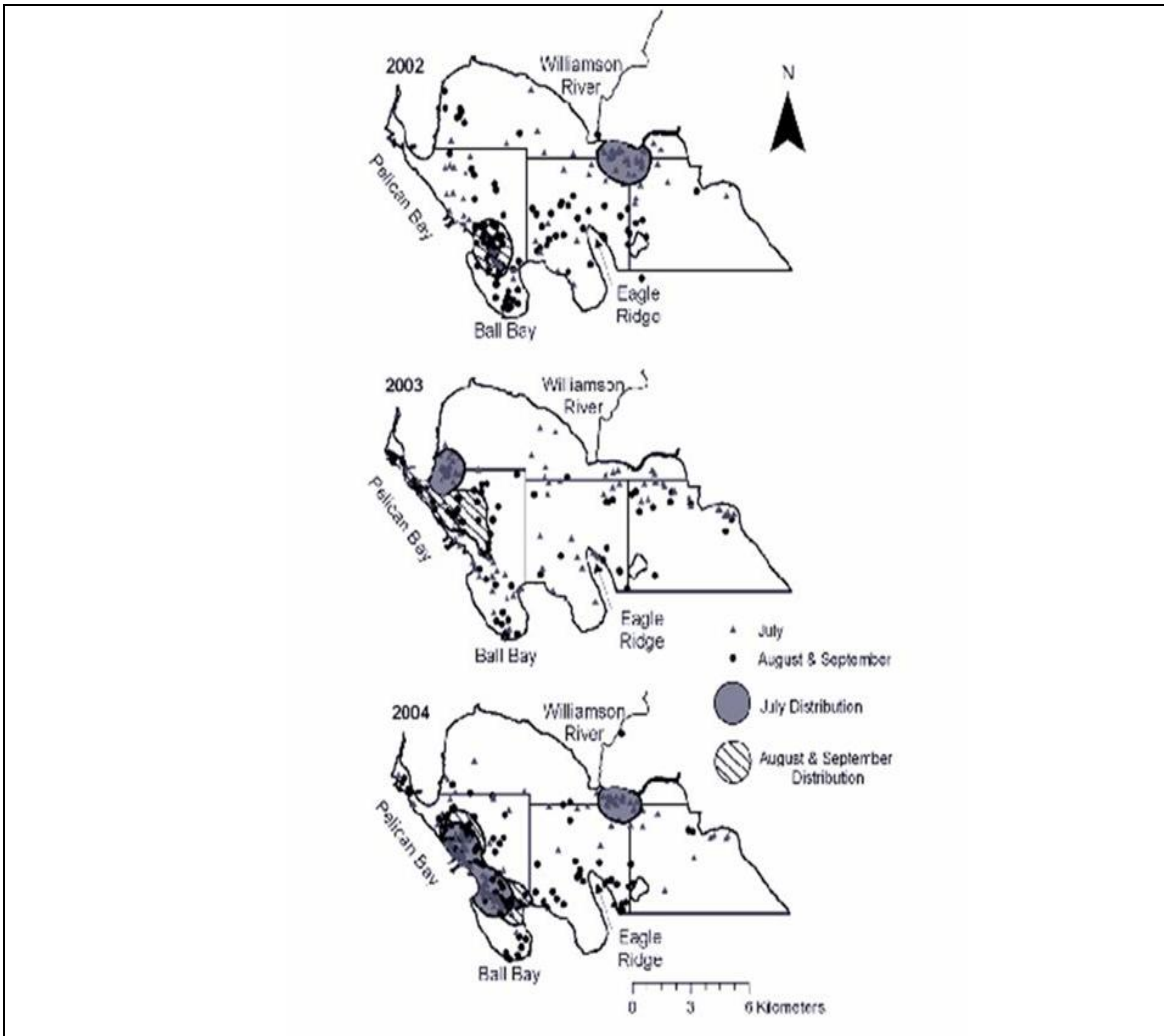 2002
Williamson
River
N
Pelican Bay
Ball Bay
Eagle
Ridge
2003
Williamson
River
Pelican Bay
Ball Bay
Eagle
Ridge
July
August & September
July Distribution
August & September
Distribution
2004
Williamson
River
Pelican Bay
Ball Bay
Eagle
Ridge
0 3 6 Kilometers